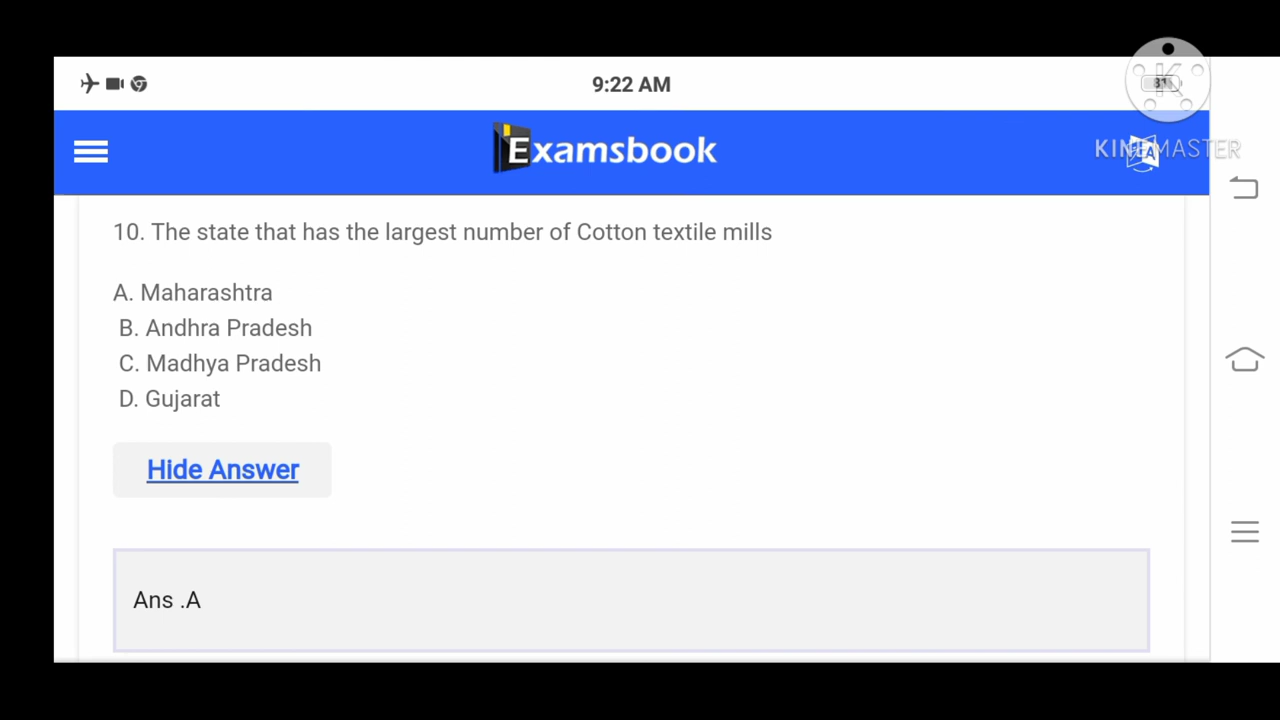 9:22 AM
31
Examsbook
KINEMASTER
10. The state that has the largest number of Cotton textile mills
A. Maharashtra
B. Andhra Pradesh
C. Madhya Pradesh
D. Gujarat
Hide Answer
Ans .A